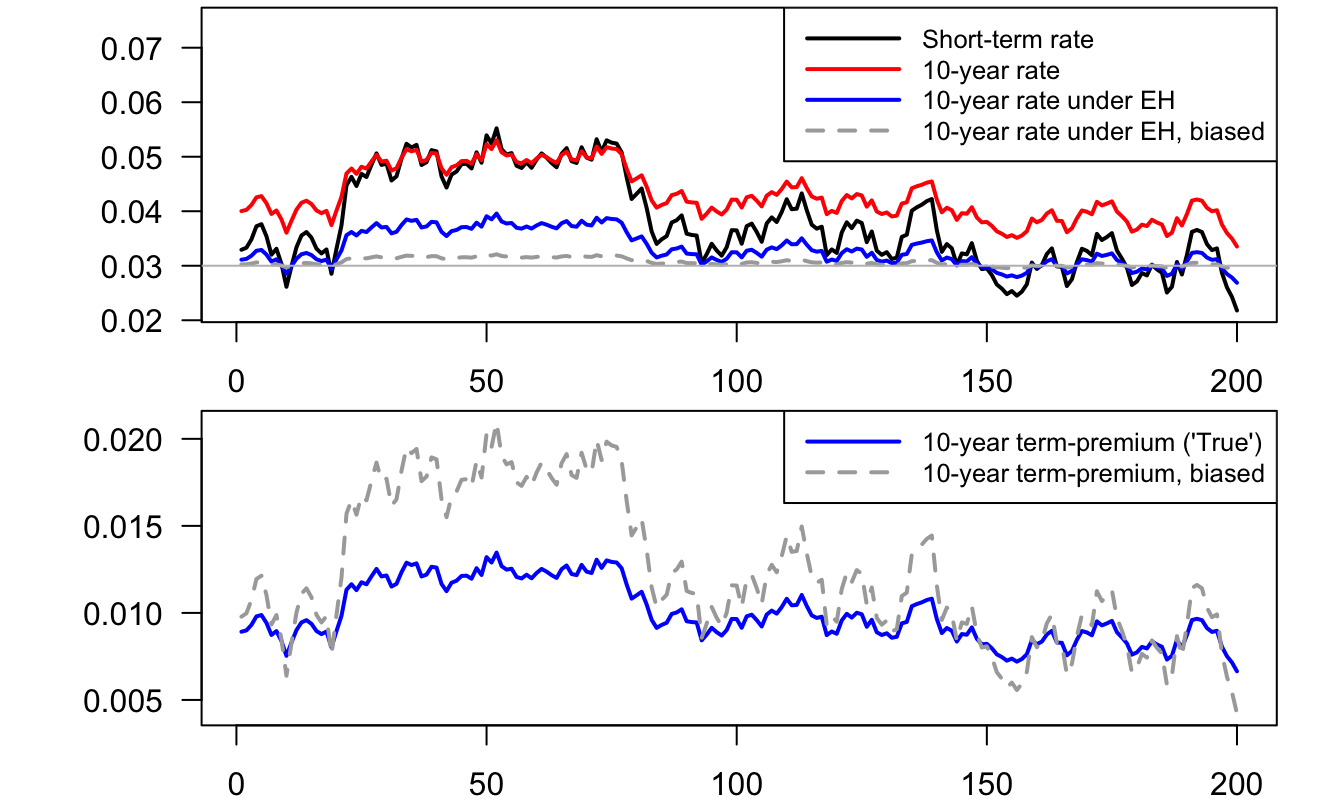 0.07
0.06
0.05
0.04
0.03
0.02
Short-term rate
10-year rate
10-year rate under EH
10-year rate under EH, biased
0 50 100 150 200
0.020
0.015
0.010
0.005
10-year term-premium ('True')
10-year term-premium, biased
0 50 100 150 200